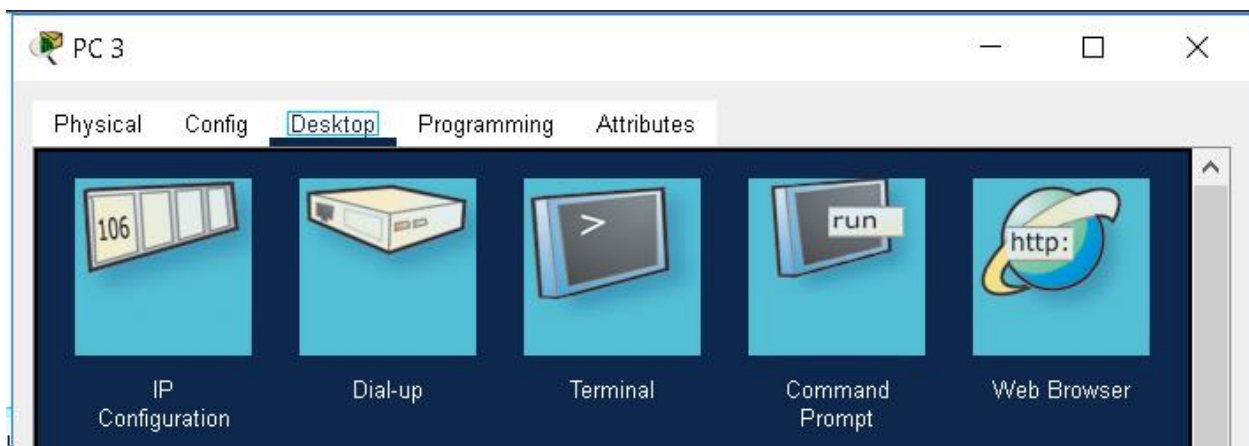 PC 3
Physical Config Desktop Programming Attributes
106
>
run
http:
IP
Configuration
Dial-up
Terminal
Command
Prompt
Web Browser